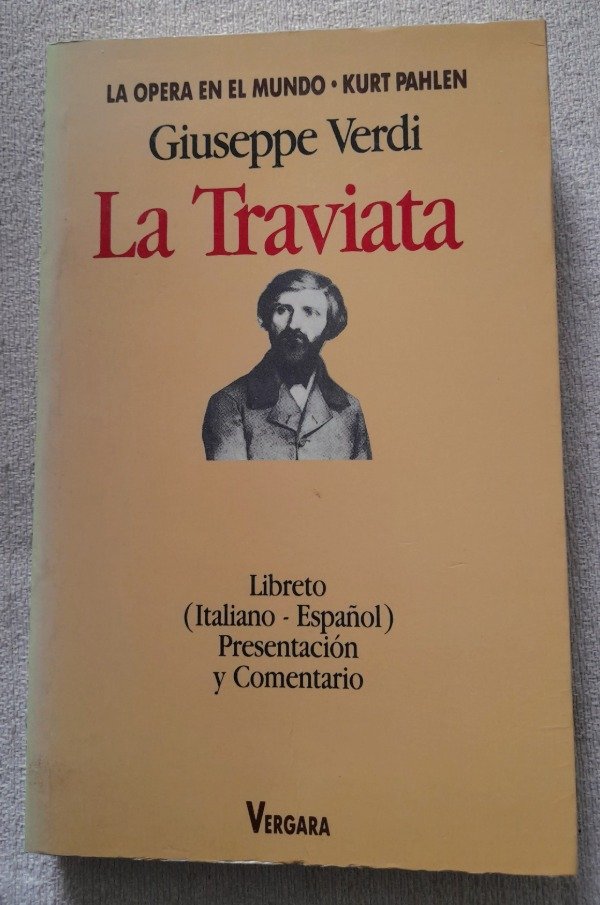 LA OPERA EN EL MUNDO • KURT PAHLEN
Giuseppe Verdi
La Traviata
Libreto
(Italiano - Español)
Presentación
y Comentario
VERGARA